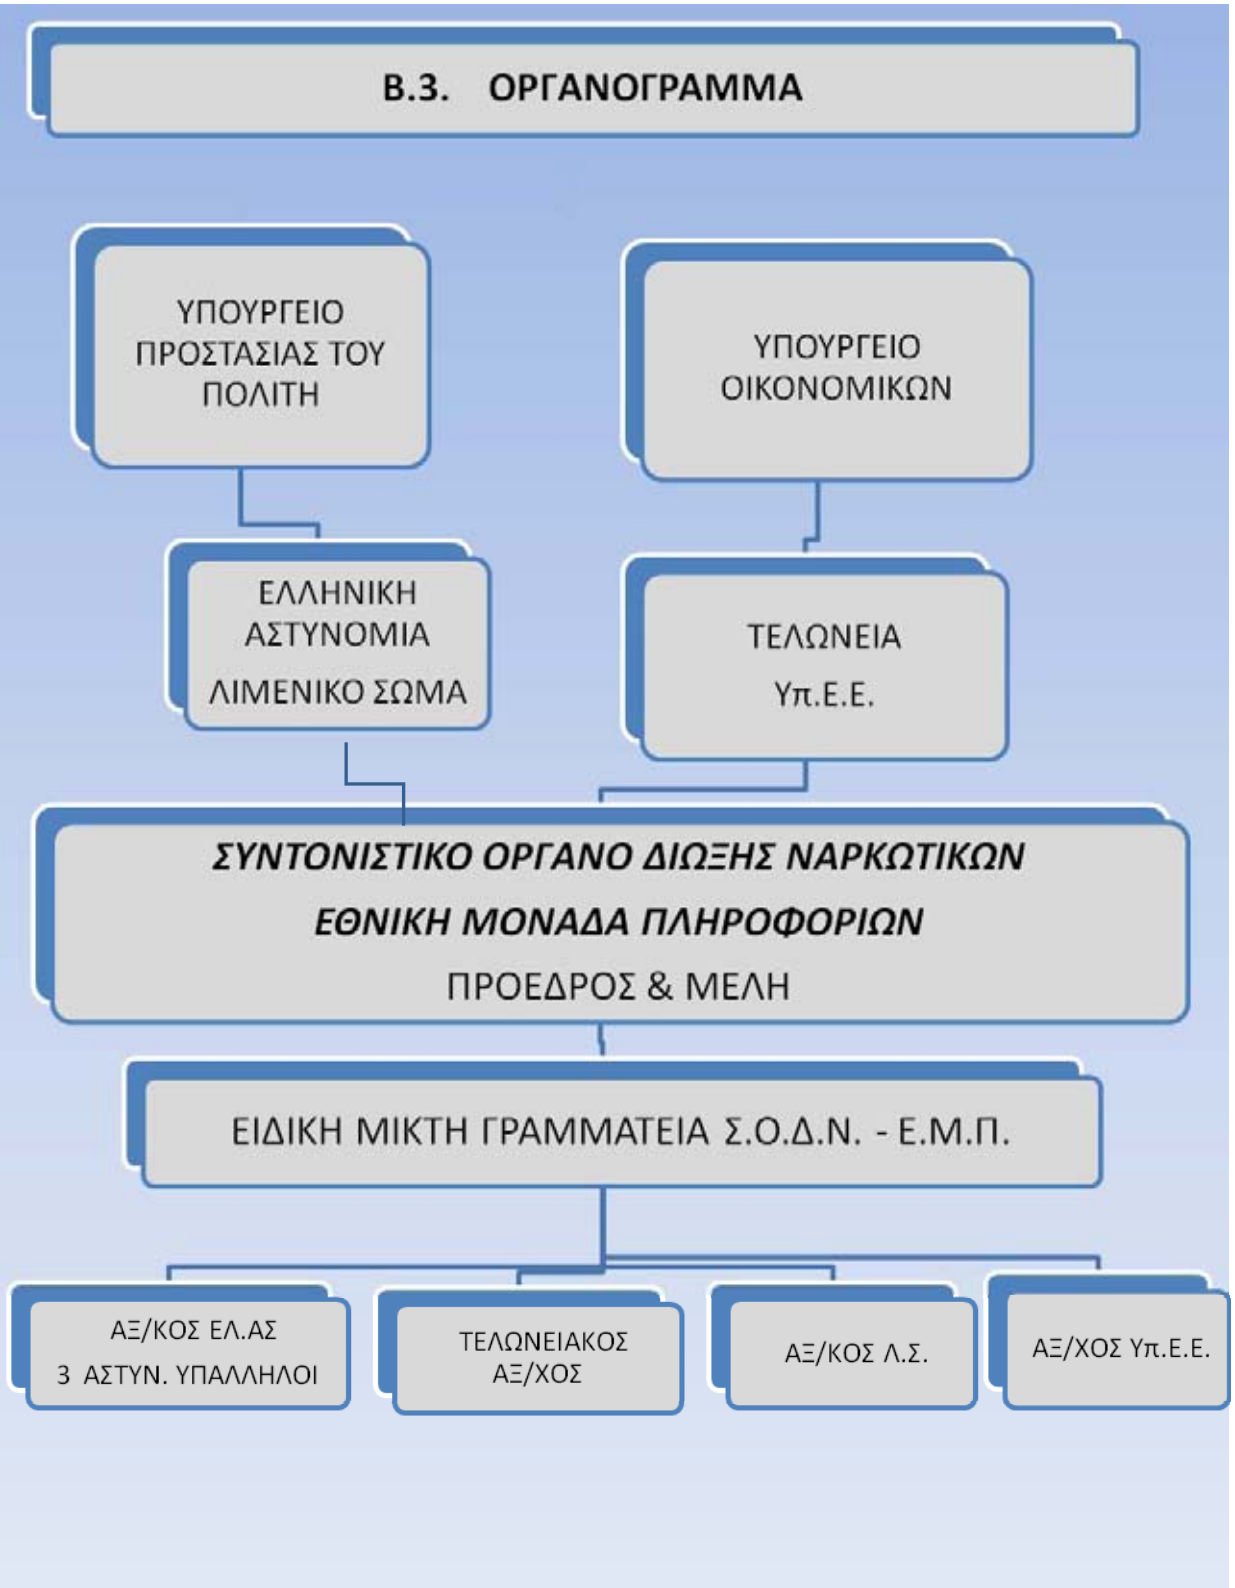 Β.3. ΟΡΓΑΝΟΓΡΑΜΜΑ
ΥΠΟΥΡΓΕΙΟ
ΠΡΟΣΤΑΣΙΑΣ ΤΟΥ
ΠΟΛΙΤΗ
ΥΠΟΥΡΓΕΙΟ
ΟΙΚΟΝΟΜΙΚΩΝ
ΕΛΛΗΝΙΚΗ
ΑΣΤΥΝΟΜΙΑ
ΛΙΜΕΝΙΚΟ ΣΩΜΑ
ΤΕΛΩΝΕΙΑ
Υπ.Ε.Ε.
ΣΥΝΤΟΝΙΣΤΙΚΟ ΟΡΓΑΝΟ ΔΙΩΞΗΣ ΝΑΡΚΩΤΙΚΩΝ
ΕΘΝΙΚΗ ΜΟΝΑΔΑ ΠΛΗΡΟΦΟΡΙΩΝ
ΠΡΟΕΔΡΟΣ & ΜΕΛΗ
ΕΙΔΙΚΗ ΜΙΚΤΗ ΓΡΑΜΜΑΤΕΙΑ Σ.Ο.Δ.Ν. - Ε.Μ.Π.
ΑΞ/ΚΟΣ ΕΛ.ΑΣ
3 ΑΣΤΥΝ. ΥΠΑΛΛΗΛΟΙ
ΤΕΛΩΝΕΙΑΚΟΣ
ΑΞ/ΧΟΣ
ΑΞ/ΚΟΣ Λ.Σ.
ΑΞ/ΧΟΣ Υπ.Ε.Ε.